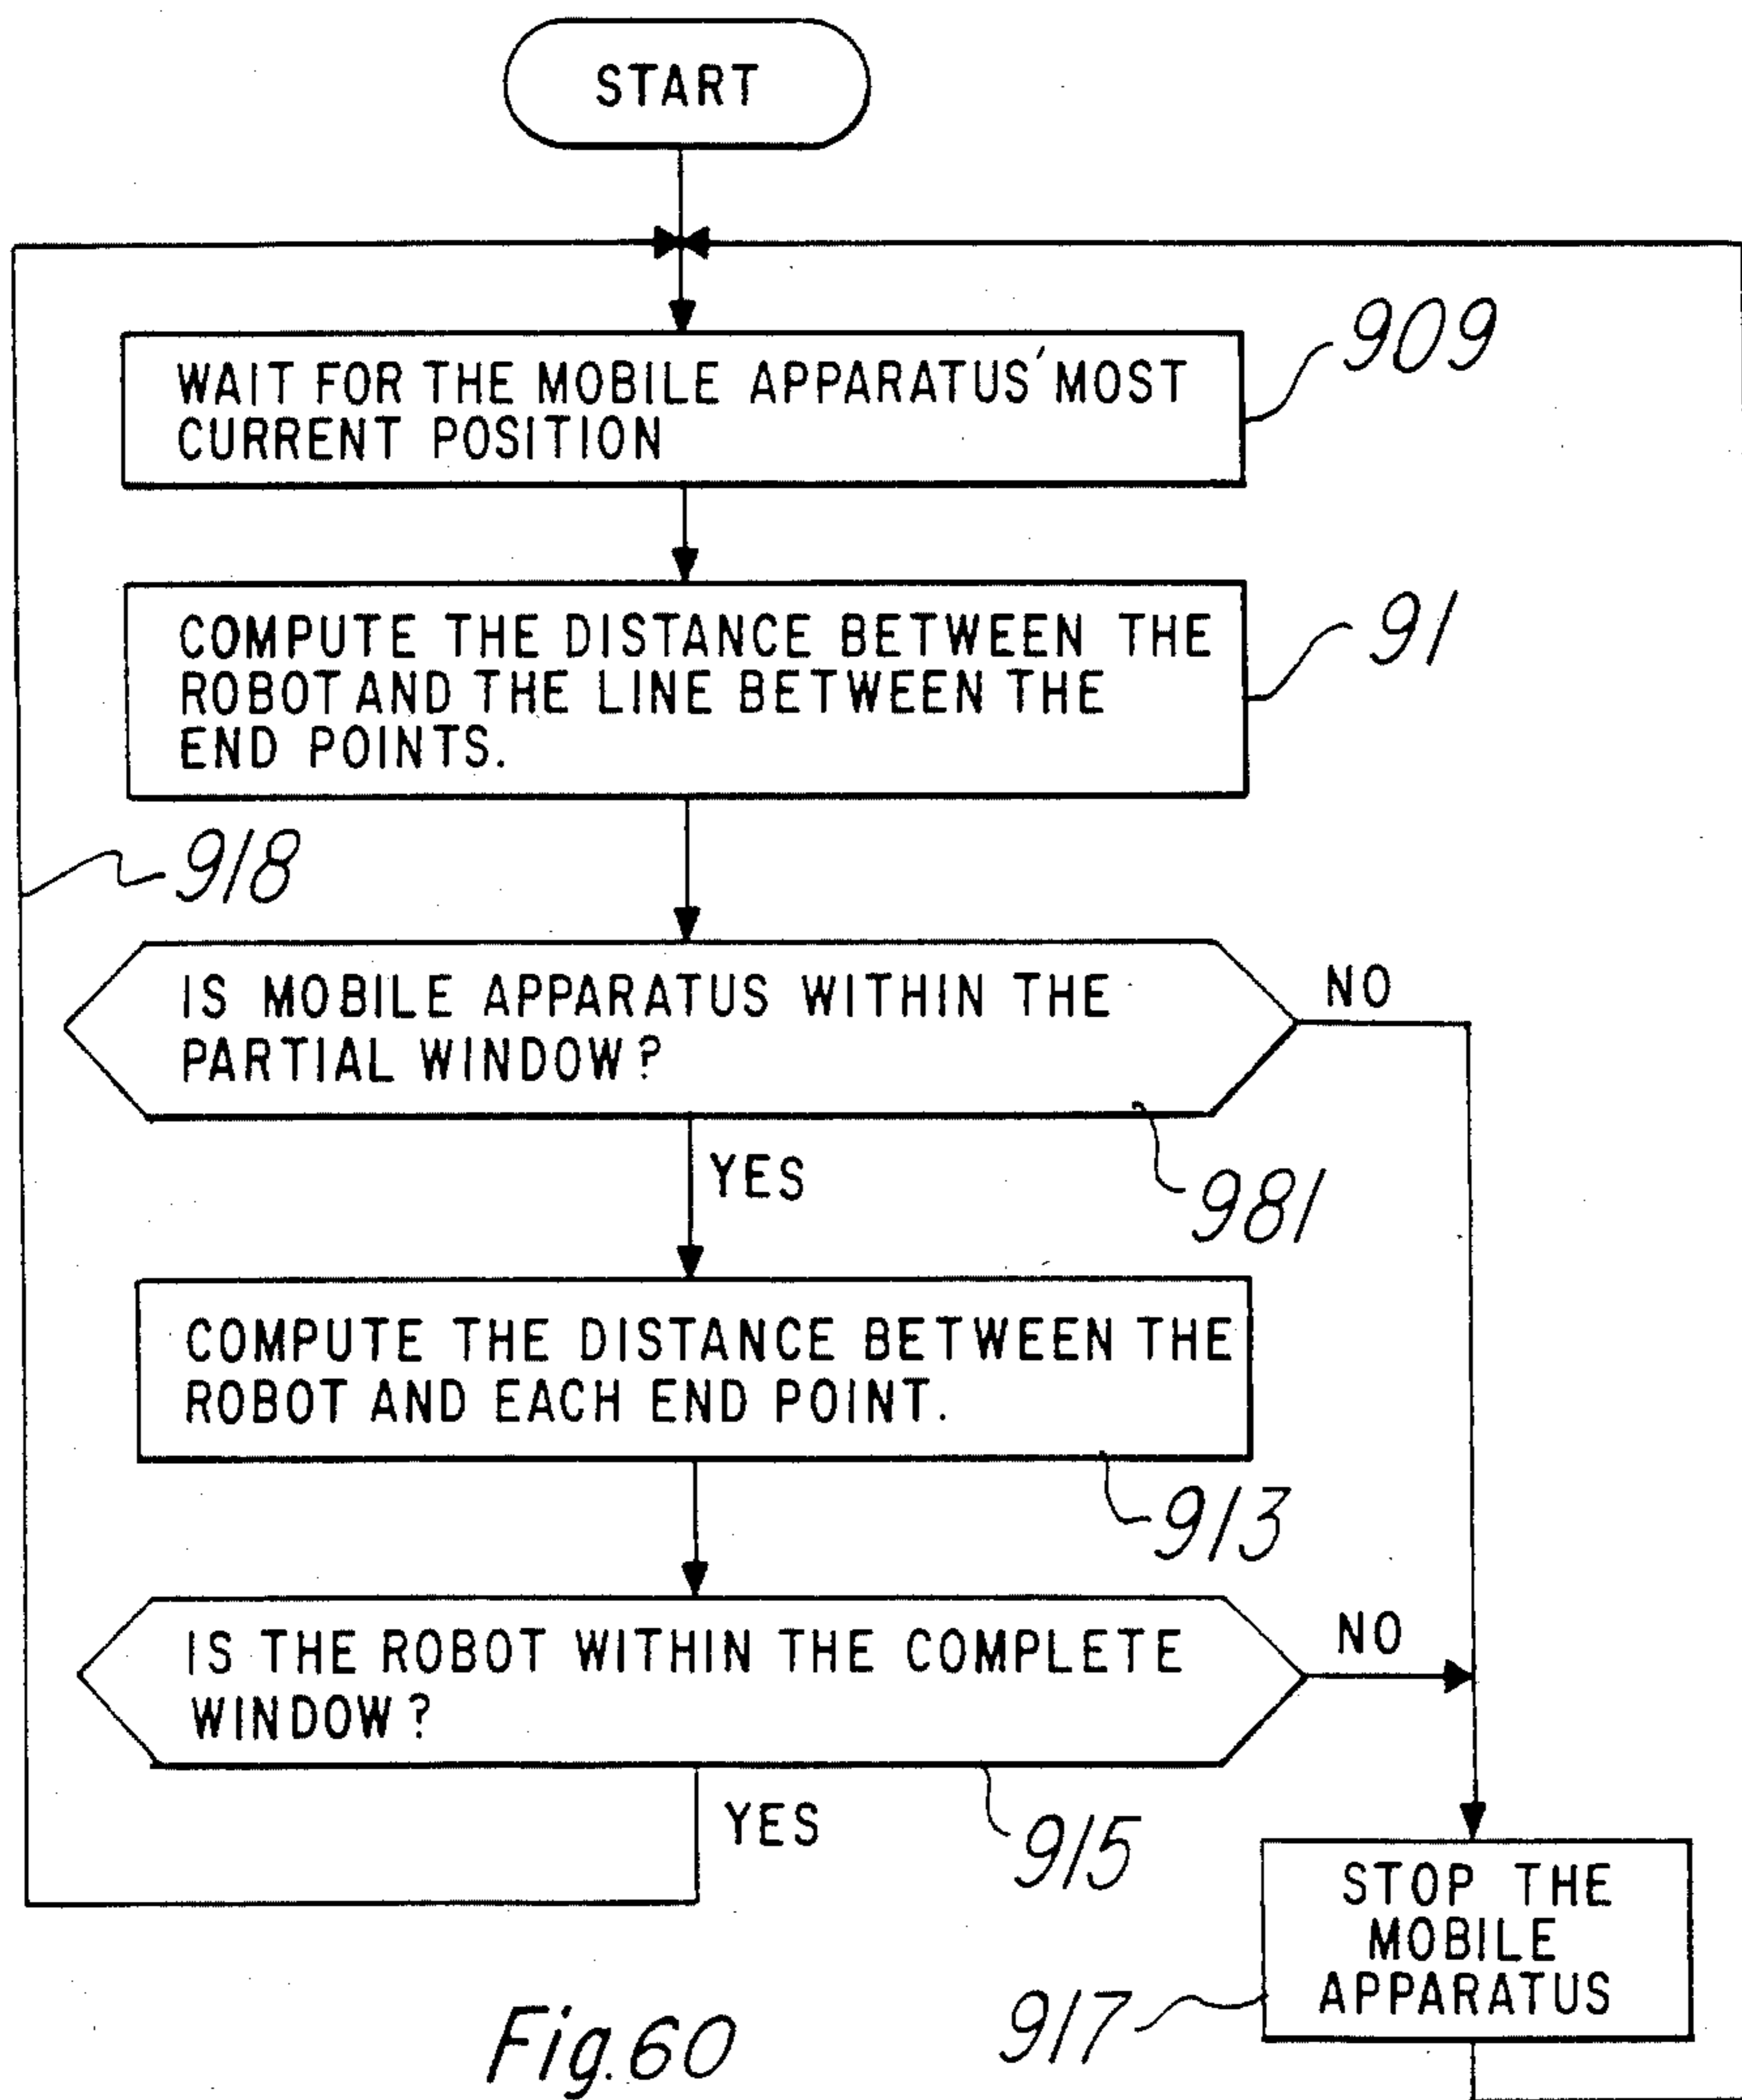 START
WAIT FOR THE MOBILE APPARATUS' MOST
CURRENT POSITION
909
COMPUTE THE DISTANCE BETWEEN THE
ROBOT AND THE LINE BETWEEN THE
END POINTS.
91
918
IS MOBILE APPARATUS WITHIN THE
PARTIAL WINDOW?
NO
YES
981
COMPUTE THE DISTANCE BETWEEN THE
ROBOT AND EACH END POINT.
913
IS THE ROBOT WITHIN THE COMPLETE
WINDOW?
NO
YES
915
STOP THE
MOBILE
APPARATUS
917
Fig.60